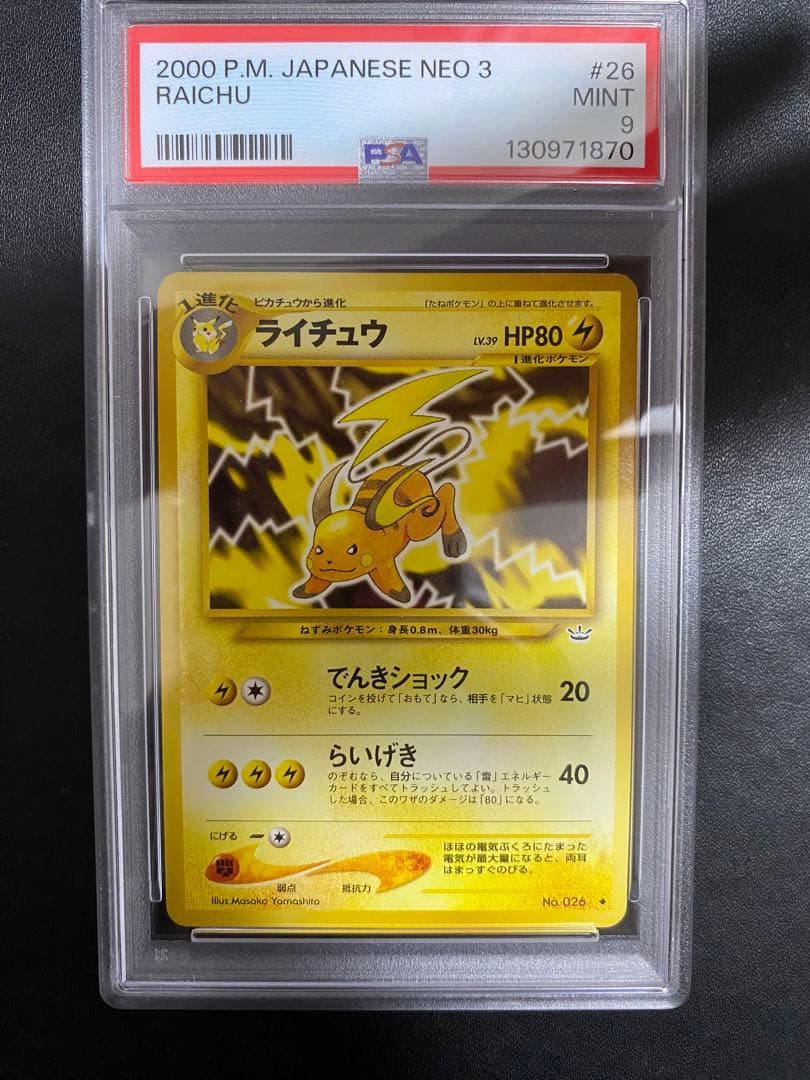 2000 P.M. JAPANESE NEO 3 #26
RAICHU MINT
9
PSA 130971870
1進化 ピカチュウから進化 「たねポケモン」の上に重ねて進化させます。
ライチュウ LV.39 HP80
1進化ポケモン
ねずみポケモン：身長0.8m、体重30kg
でんきショック 20
コインを投げて「おもて」なら、相手を「マヒ」状態
にする。
らいげき 40
のぞむなら、自分についている「雷」エネルギー
カードをすべてトラッシュしてよい。トラッシュ
した場合、このワザのダメージは「80」になる。
にげる
ほほの電気ぶくろにたまった
電気が最大量になると、両耳
はまっすぐのびる。
弱点 抵抗力
Illus.Masako Yamashira No. 026